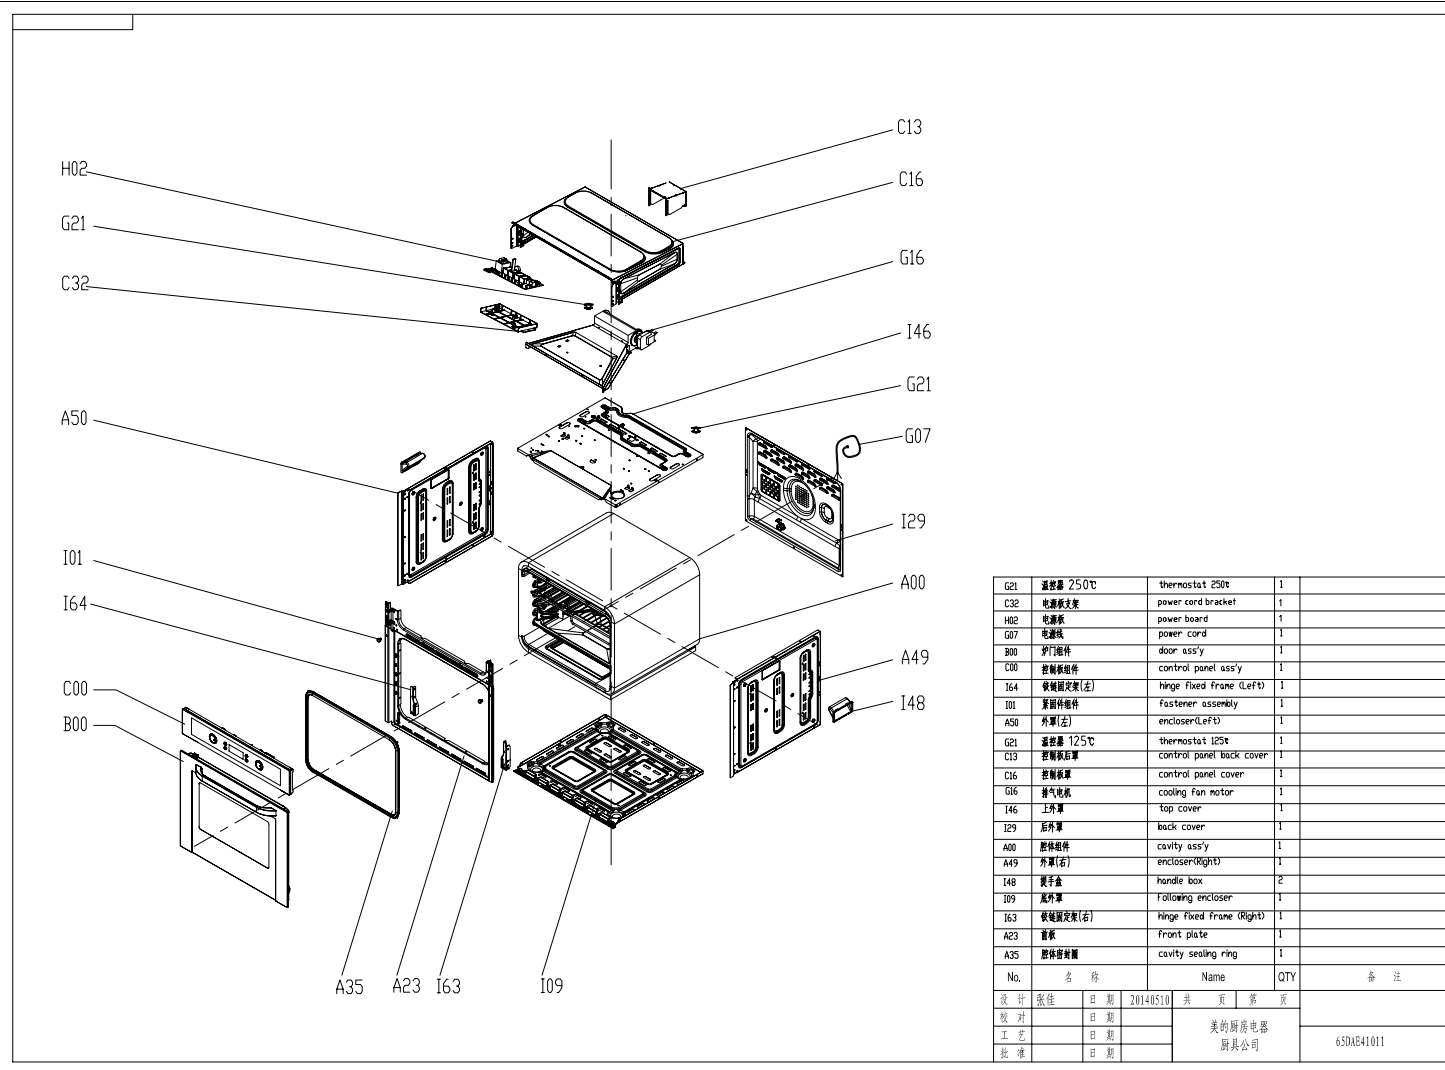 C13
H02
C16
G21
G16
C32
I46
G21
A50
G07
I29
I01
A00
I64
A49
C00
I48
B00
A35
A23
I63
I09
G21 温控器 250℃ thermostat 250℃ 1
C32 电源板支架 power cord bracket 1
H02 电源板 power board 1
G07 电源线 power cord 1
B00 炉门组件 door ass'y 1
C00 控制板组件 control panel ass'y 1
I64 铰链固定架(左) hinge fixed frame (Left) 1
I01 紧固件组件 fastener assembly 1
A50 外罩(左) encloser(Left) 1
G21 温控器 125℃ thermostat 125℃ 1
C13 控制板后罩 control panel back cover 1
C16 控制板罩 control panel cover 1
G16 排气电机 cooling fan motor 1
I46 上外罩 top cover 1
I29 后外罩 back cover 1
A00 腔体组件 cavity ass'y 1
A49 外罩(右) encloser(Right) 1
I48 提手盒 handle box 2
I09 底外罩 Following encloser 1
I63 铰链固定架(右) hinge fixed frame (Right) 1
A23 前板 front plate 1
A35 腔体密封圈 cavity sealing ring 1
No. 名 称 Name QTY 备 注
设 计 张佳 日 期 20140510 共 页 第 页
校 对 日 期
工 艺 日 期
批 准 日 期
美的厨房电器
厨具公司
65DAE41011